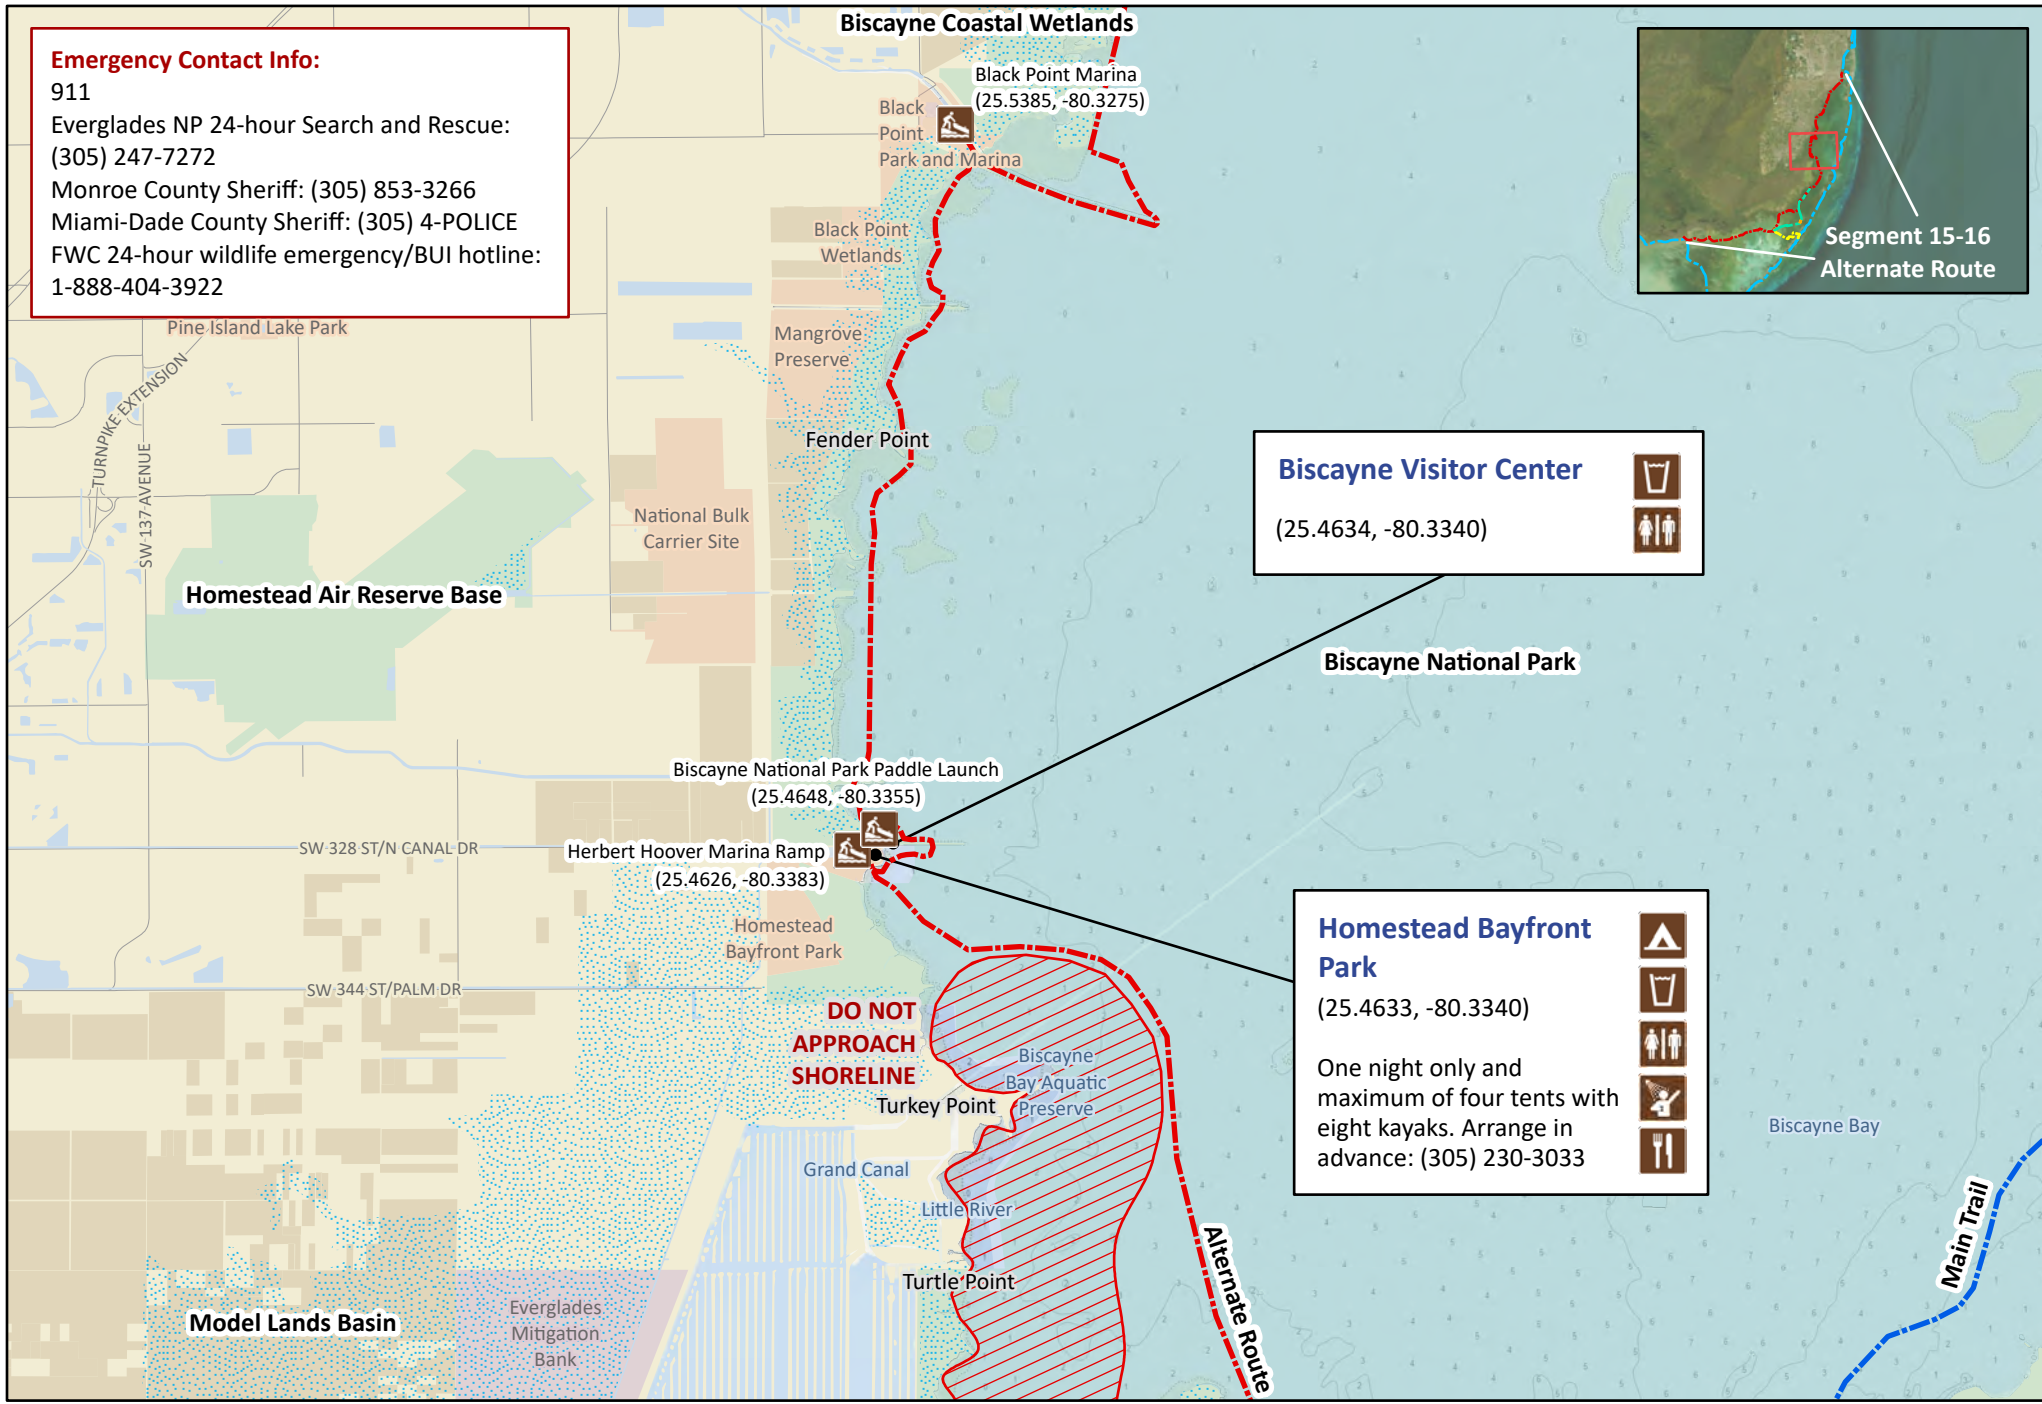 Biscayne Coastal Wetlands
Emergency Contact Info:
911
Everglades NP 24-hour Search and Rescue:
(305) 247-7272
Monroe County Sheriff: (305) 853-3266
Miami-Dade County Sheriff: (305) 4-POLICE
FWC 24-hour wildlife emergency/BUI hotline:
1-888-404-3922
Black Point Marina
(25.5385, -80.3275)
Black
Point
Park and Marina
Segment 15-16
Alternate Route
Black Point
Wetlands
Pine Island Lake Park
Mangrove
Preserve
TURNPIKE EXTENSION
SW 137 AVENUE
Fender Point
National Bulk
Carrier Site
Homestead Air Reserve Base
Biscayne Visitor Center
(25.4634, -80.3340)
Biscayne National Park
Biscayne National Park Paddle Launch
(25.4648, -80.3355)
SW 328 ST/N CANAL DR
Herbert Hoover Marina Ramp
(25.4626, -80.3383)
Homestead
Bayfront Park
SW 344 ST/PALM DR
DO NOT
APPROACH
SHORELINE
Homestead Bayfront
Park
(25.4633, -80.3340)
One night only and
maximum of four tents with
eight kayaks. Arrange in
advance: (305) 230-3033
Biscayne
Bay Aquatic
Preserve
Turkey Point
Biscayne Bay
Grand Canal
Little River
Turtle Point
Alternate Route
Main Trail
Model Lands Basin
Everglades
Mitigation
Bank